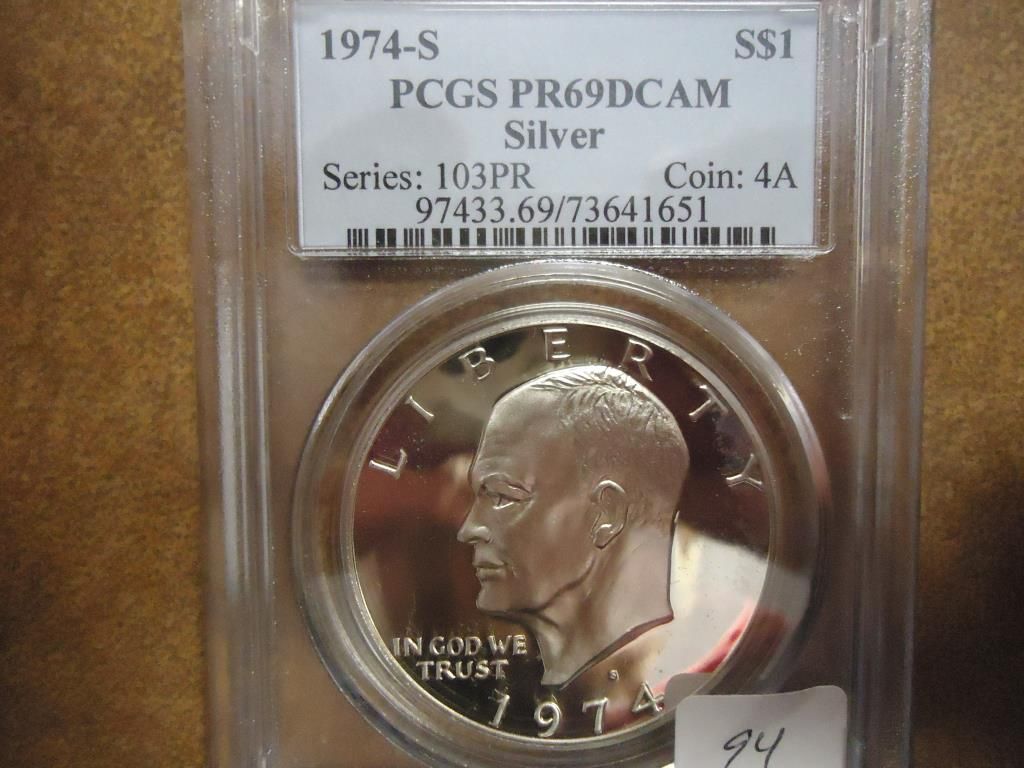 1974-S S$1
PCGS PR69DCAM
Silver
Series: 103PR Coin: 4A
97433.69/73641651
LIBERTY
IN GOD WE
TRUST
S
1974
94